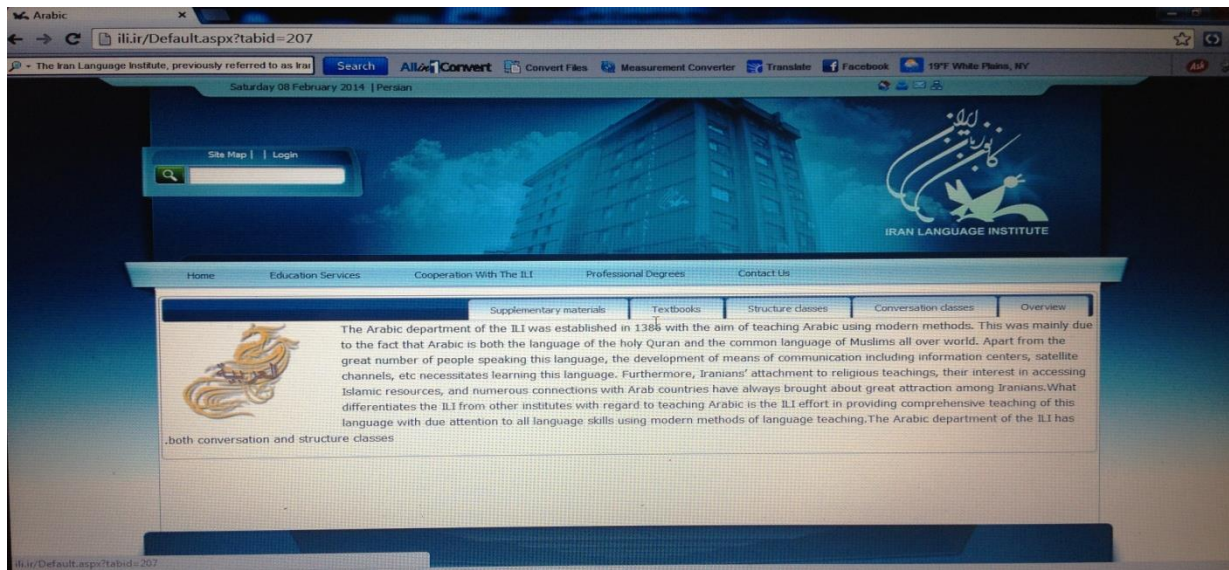 Arabic
ili.ir/Default.aspx?tabid=207
- The Iran Language Institute, previously referred to as Iran
Search
All in 1 Convert Convert Files Measurement Converter Translate Facebook 19°F White Plains, NY
Saturday 08 February 2014 | Persian
Site Map | | Login
کانون زبان ایران
IRAN LANGUAGE INSTITUTE
Home Education Services Cooperation With The ILI Professional Degrees Contact Us
Supplementary materials Textbooks Structure classes Conversation classes Overview
العربية
The Arabic department of the ILI was established in 1386 with the aim of teaching Arabic using modern methods. This was mainly due
to the fact that Arabic is both the language of the holy Quran and the common language of Muslims all over world. Apart from the
great number of people speaking this language, the development of means of communication including information centers, satellite
channels, etc necessitates learning this language. Furthermore, Iranians' attachment to religious teachings, their interest in accessing
Islamic resources, and numerous connections with Arab countries have always brought about great attraction among Iranians.What
differentiates the ILI from other institutes with regard to teaching Arabic is the ILI effort in providing comprehensive teaching of this
language with due attention to all language skills using modern methods of language teaching.The Arabic department of the ILI has
.both conversation and structure classes
ili.ir/Default.aspx?tabid=207